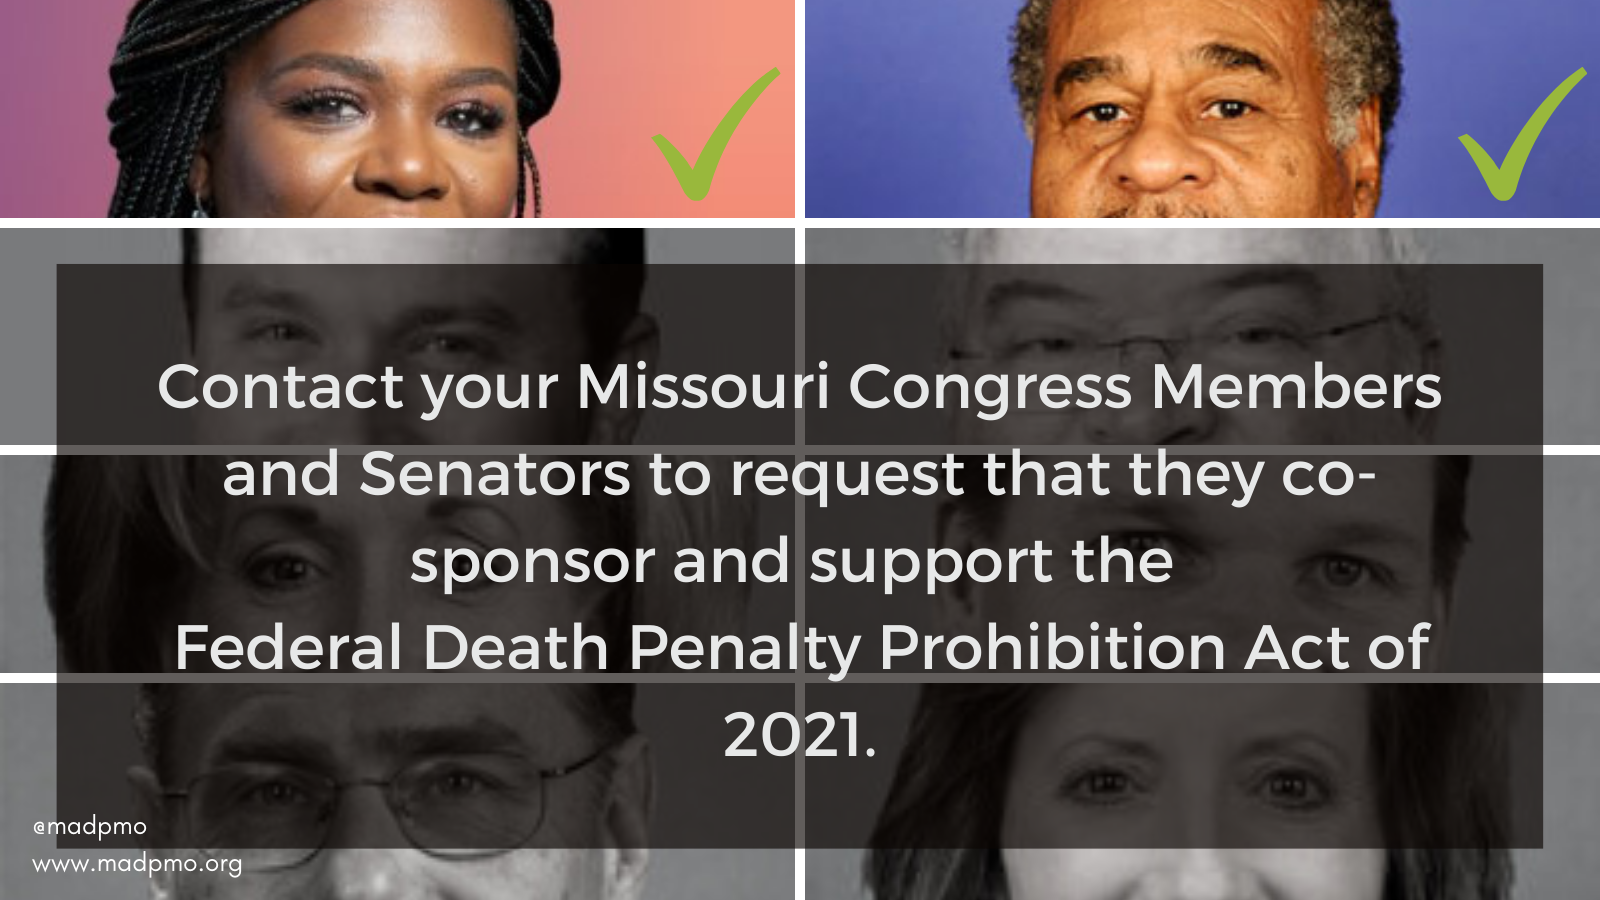 Contact your Missouri Congress Members
and Senators to request that they co-
sponsor and support the
Federal Death Penalty Prohibition Act of
2021.
@madpmo
www.madpmo.org